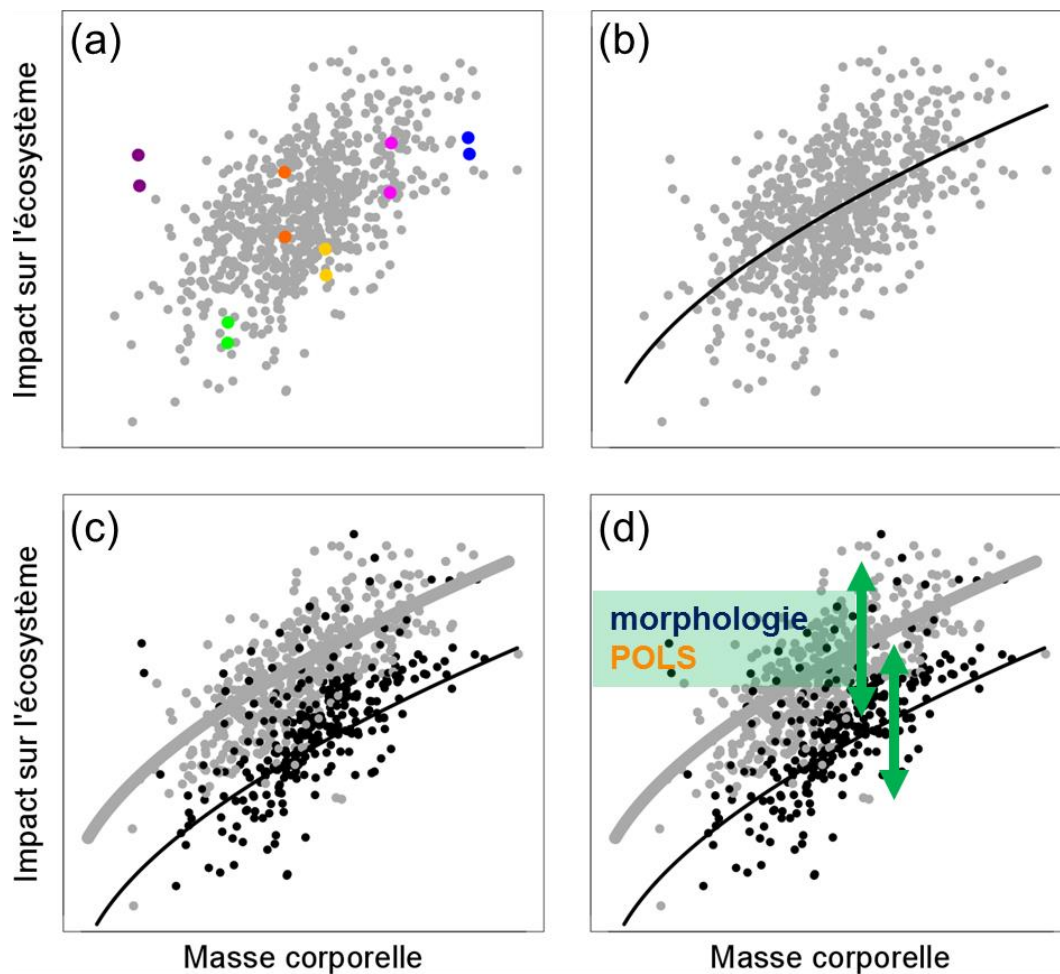 (a)
(b)
Impact sur l'écosystème
(c)
(d)
Impact sur l'écosystème
morphologie
POLS
Masse corporelle
Masse corporelle